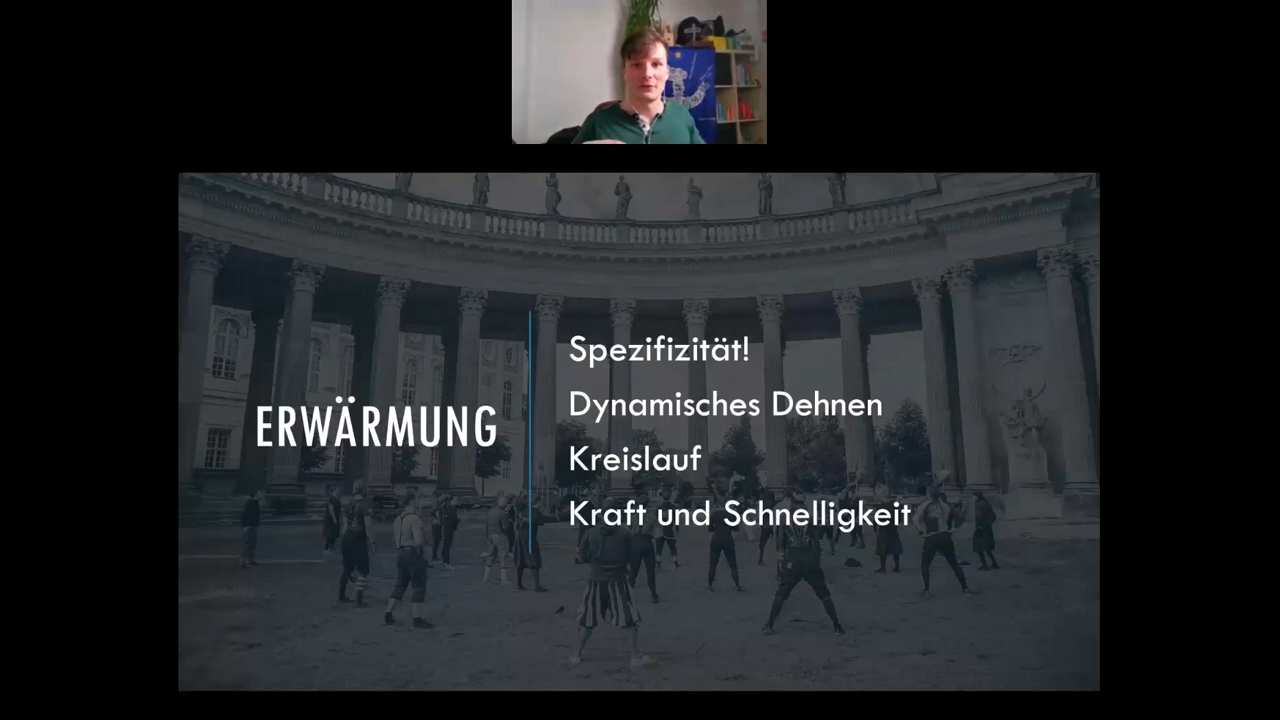 ERWÄRMUNG
Spezifizität!
Dynamisches Dehnen
Kreislauf
Kraft und Schnelligkeit